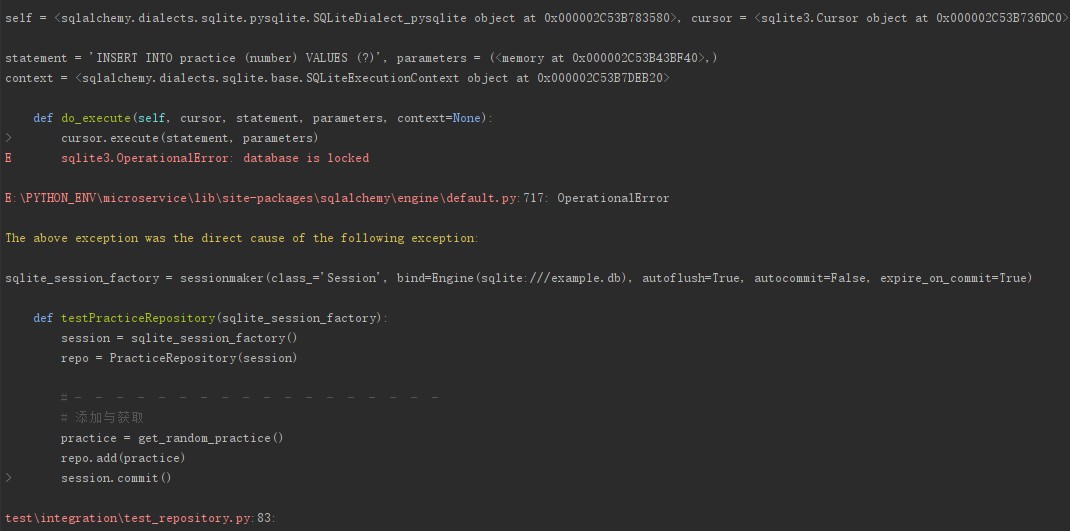 self = <sqlalchemy.dialects.sqlite.pysqlite.SQLiteDialect_pysqlite object at 0x000002C53B783580>, cursor = <sqlite3.Cursor object at 0x000002C53B736DC0>
statement = 'INSERT INTO practice (number) VALUES (?)', parameters = (<memory at 0x000002C53B43BF40>,)
context = <sqlalchemy.dialects.sqlite.base.SQLiteExecutionContext object at 0x000002C53B7DEB20>
def do_execute(self, cursor, statement, parameters, context=None):
> cursor.execute(statement, parameters)
E sqlite3.OperationalError: database is locked
E:\PYTHON_ENV\microservice\lib\site-packages\sqlalchemy\engine\default.py:717: OperationalError
The above exception was the direct cause of the following exception:
sqlite_session_factory = sessionmaker(class_='Session', bind=Engine(sqlite:///example.db), autoflush=True, autocommit=False, expire_on_commit=True)
def testPracticeRepository(sqlite_session_factory):
session = sqlite_session_factory()
repo = PracticeRepository(session)
# - - - - - - - - - - - - - - - - - -
# 添加与获取
practice = get_random_practice()
repo.add(practice)
> session.commit()
test\integration\test_repository.py:83: